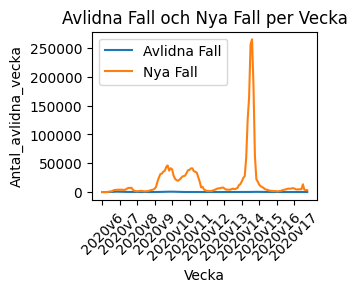 Avlidna Fall och Nya Fall per Vecka
Avlidna Fall
Nya Fall
Antal_avlidna_vecka
250000
200000
150000
100000
50000
0
2020v6
2020v7
2020v8
2020v9
2020v10
2020v11
2020v12
2020v13
2020v14
2020v15
2020v16
2020v17
Vecka